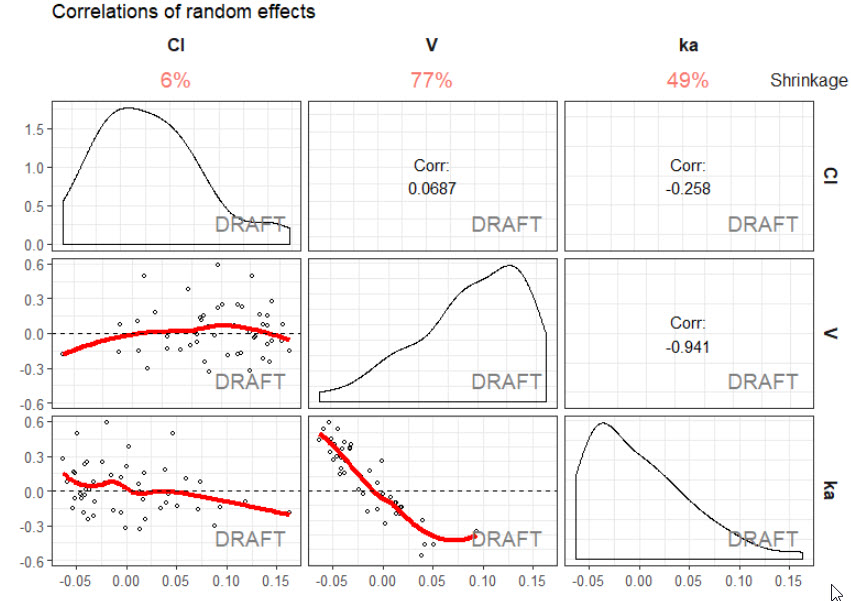 Correlations of random effects
Cl V ka
6% 77% 49% Shrinkage
1.5
1.0
0.5
0.0
DRAFT
Corr:
0.0687
DRAFT
Corr:
-0.258
DRAFT
Cl
0.6
0.3
0.0
-0.3
-0.6
DRAFT
DRAFT
Corr:
-0.941
DRAFT
V
0.6
0.3
0.0
-0.3
-0.6
DRAFT
DRAFT
DRAFT
ka
-0.05 0.00 0.05 0.10 0.15
-0.05 0.00 0.05 0.10 0.15
-0.05 0.00 0.05 0.10 0.15